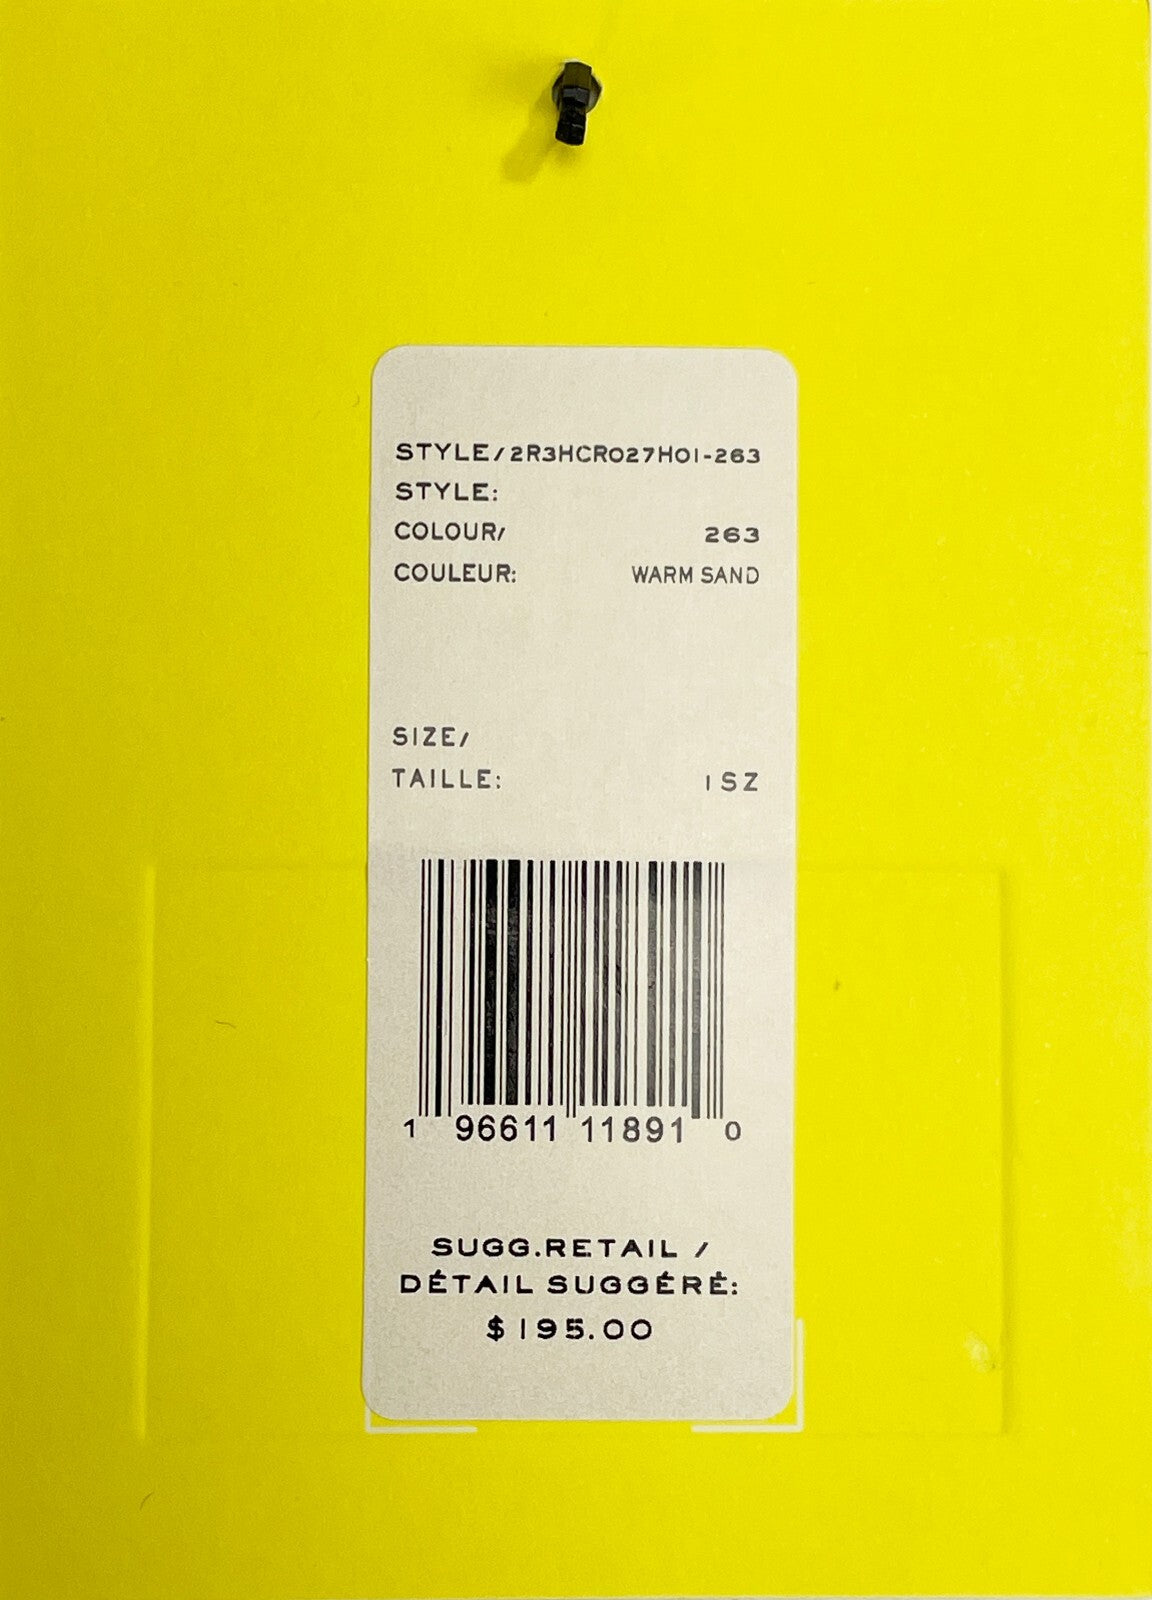 STYLE/2R3HCR027H01-263
STYLE:
COLOUR/ 263
COULEUR: WARM SAND
SIZE/
TAILLE: 1SZ
1 96611 11891 0
SUGG.RETAIL /
DÉTAIL SUGGÉRÉ:
$195.00